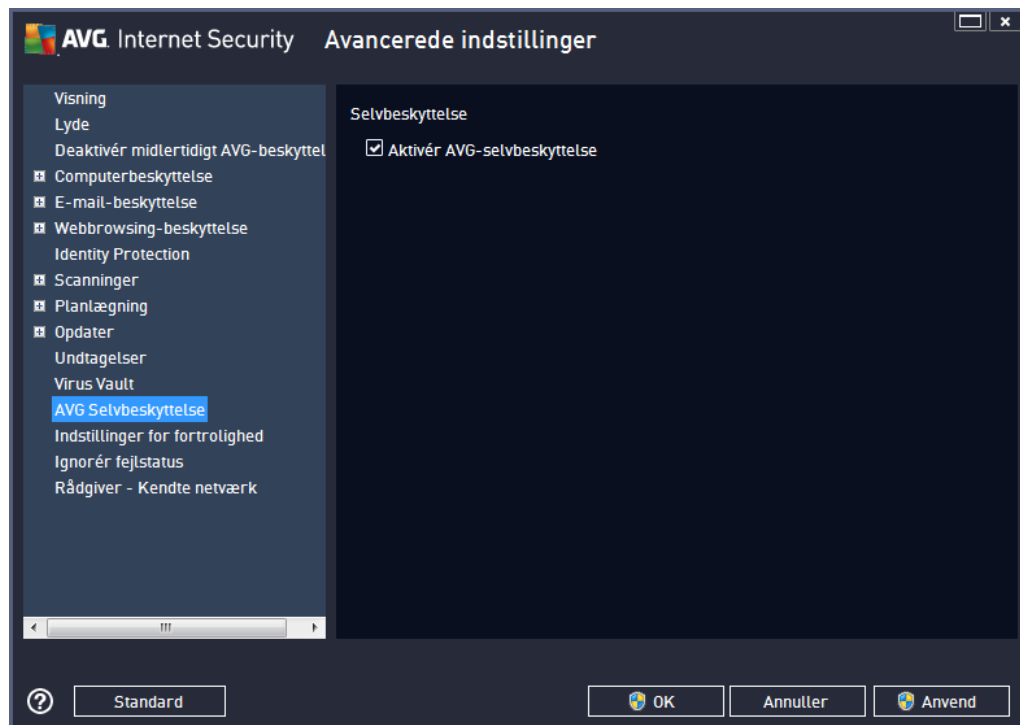 AVG. Internet Security Avancerede indstillinger
Visning
Lyde
Deaktivér midlertidigt AVG-beskyttel
Computerbeskyttelse
E-mail-beskyttelse
Webbrowsing-beskyttelse
Identity Protection
Scanninger
Planlægning
Opdater
Undtagelser
Virus Vault
AVG Selvbeskyttelse
Indstillinger for fortrolighed
Ignorér fejlstatus
Rådgiver - Kendte netværk
Selvbeskyttelse
Aktivér AVG-selvbeskyttelse
Standard
OK
Annuller
Anvend